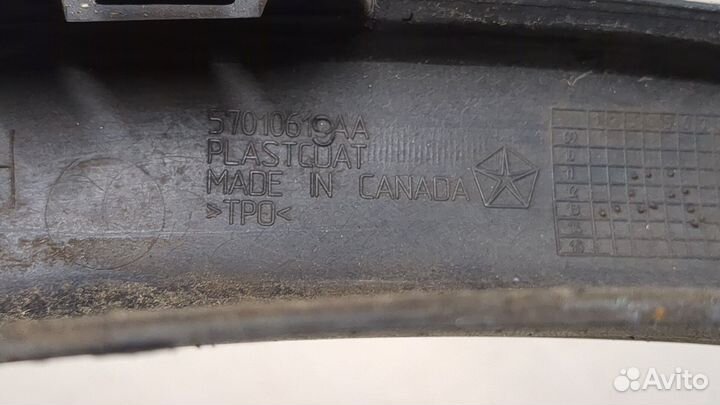 57010619AA
PLASTCOAT
MADE IN CANADA
>TPO<
Avito